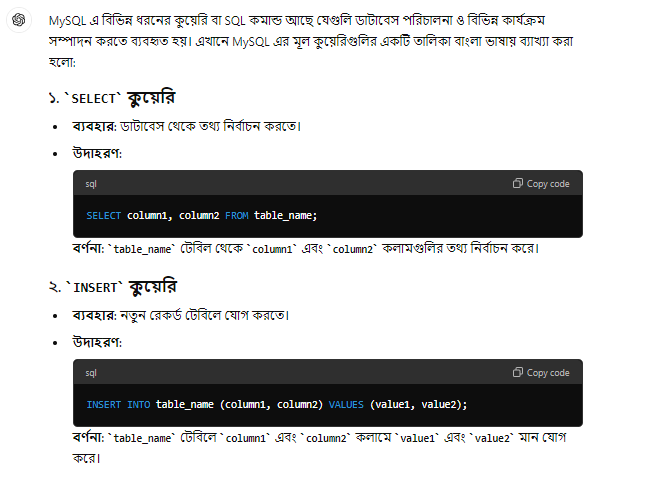 MySQL এ বিভিন্ন ধরনের কুয়েরি বা SQL কমান্ড আছে যেগুলি ডাটাবেস পরিচালনা ও বিভিন্ন কার্যক্রম
সম্পাদন করতে ব্যবহৃত হয়। এখানে MySQL এর মূল কুয়েরিগুলির একটি তালিকা বাংলা ভাষায় ব্যাখ্যা করা
হলো:
১. `SELECT` কুয়েরি
• ব্যবহার: ডাটাবেস থেকে তথ্য নির্বাচন করতে।
• উদাহরণ:
sql Copy code
SELECT column1, column2 FROM table_name;
বর্ণনা: `table_name` টেবিল থেকে `column1` এবং `column2` কলামগুলির তথ্য নির্বাচন করে।
২. `INSERT` কুয়েরি
• ব্যবহার: নতুন রেকর্ড টেবিলে যোগ করতে।
• উদাহরণ:
sql Copy code
INSERT INTO table_name (column1, column2) VALUES (value1, value2);
বর্ণনা: `table_name` টেবিলে `column1` এবং `column2` কলামে `value1` এবং `value2` মান যোগ
করে।